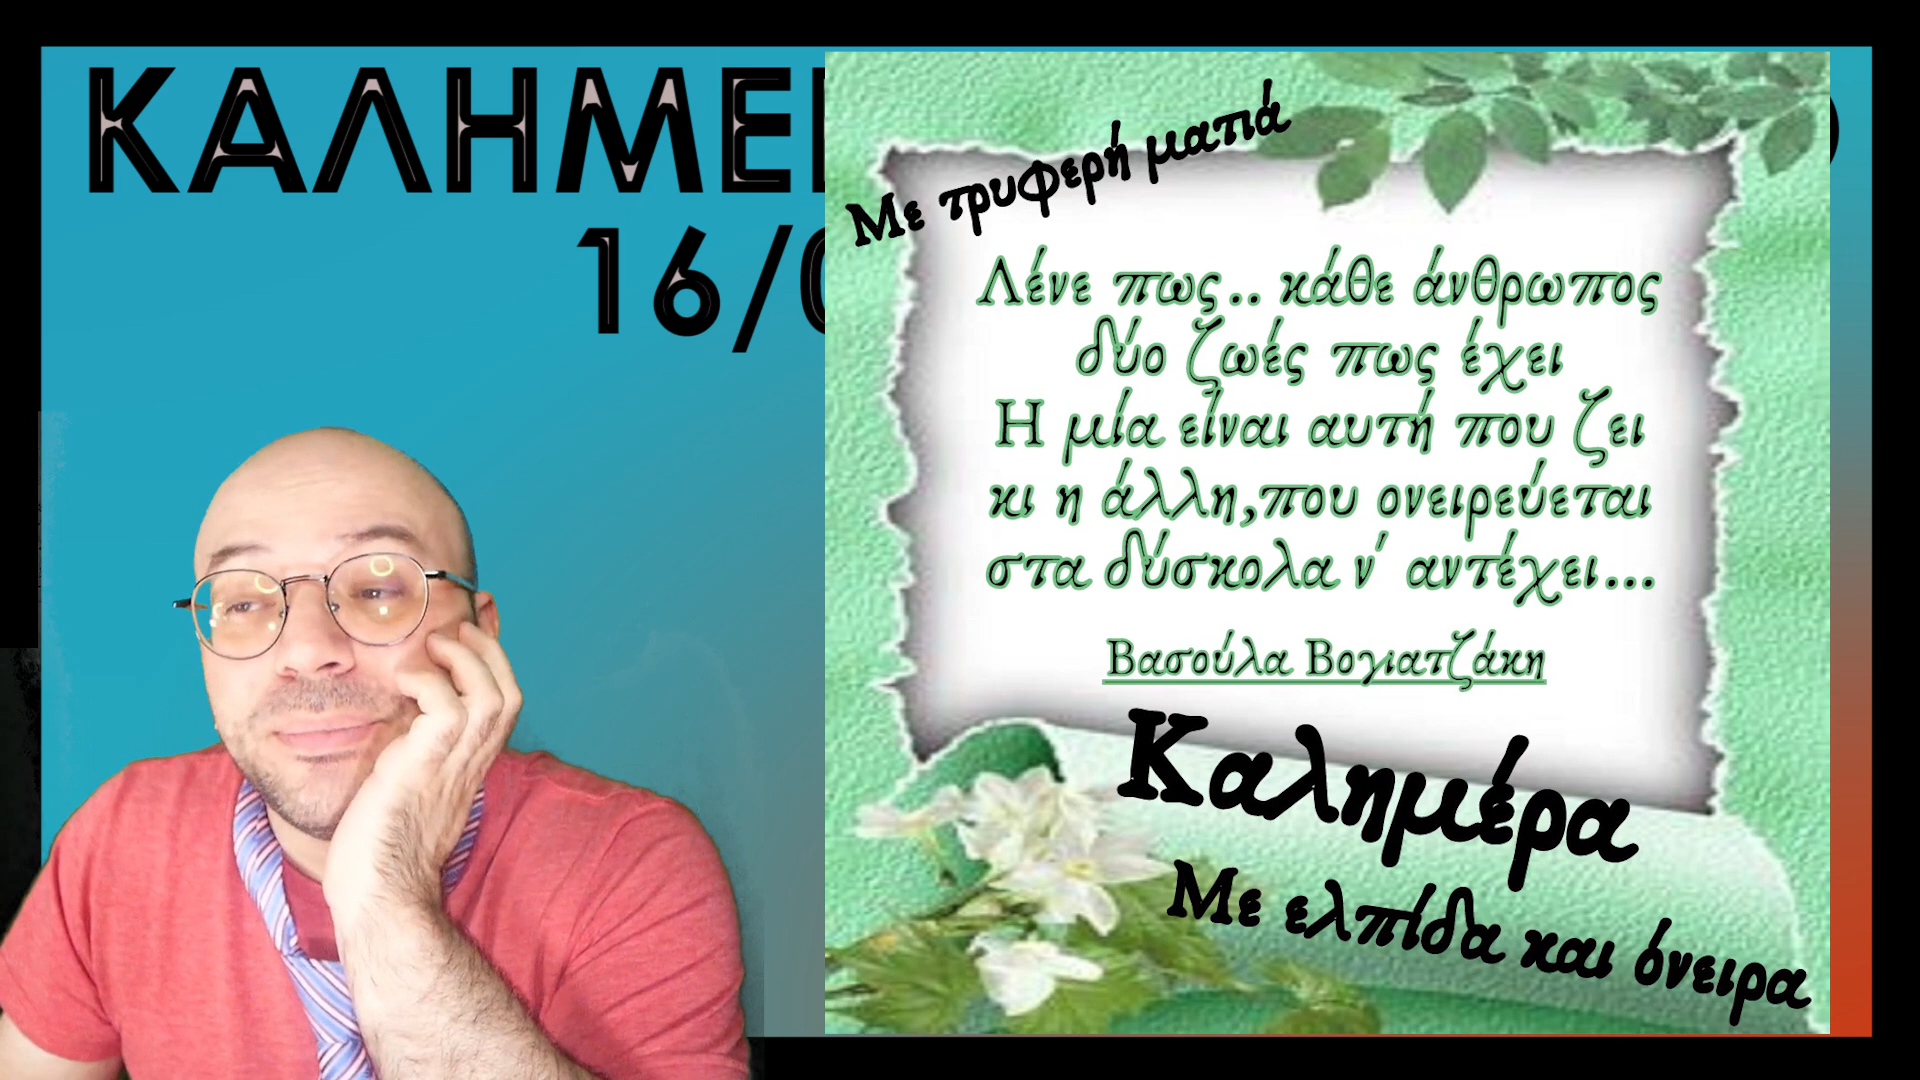 ΚΑΛΗΜΕ
16/0
Με τρυφερή ματιά
Λένε πως.. κάθε άνθρωπος
δύο ζωές πως έχει
Η μία είναι αυτή που ζει
κι η άλλη,που ονειρεύεται
στα δύσκολα ν' αντέχει...
Βασούλα Βογιατζάκη
Καλημέρα
Με ελπίδα και όνειρα